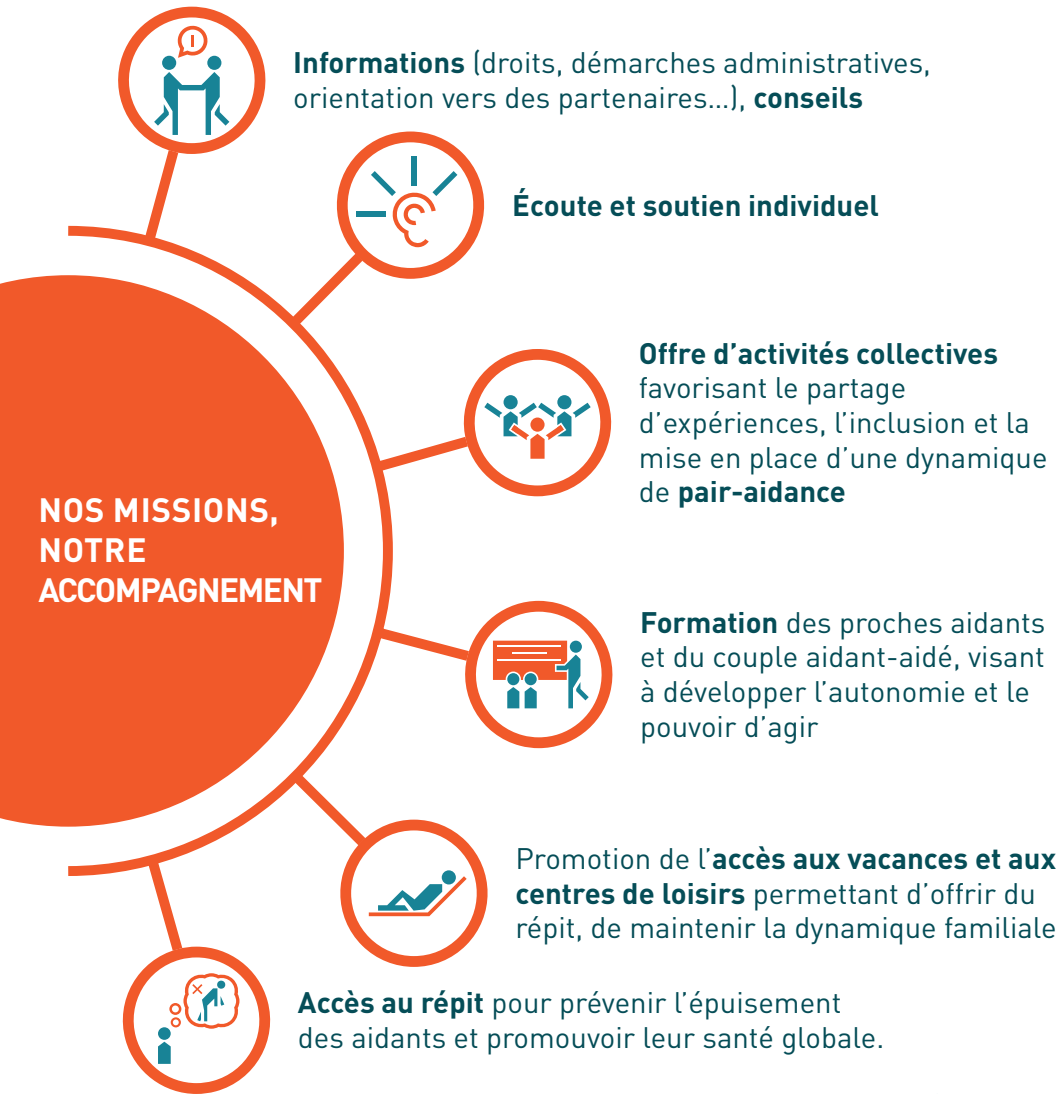 Informations (droits, démarches administratives,
orientation vers des partenaires...), conseils
Écoute et soutien individuel
Offre d’activités collectives
favorisant le partage
d’expériences, l’inclusion et la
mise en place d’une dynamique
de pair-aidance
NOS MISSIONS,
NOTRE
ACCOMPAGNEMENT
Formation des proches aidants
et du couple aidant-aidé, visant
à développer l’autonomie et le
pouvoir d’agir
Promotion de l’accès aux vacances et aux
centres de loisirs permettant d’offrir du
répit, de maintenir la dynamique familiale
Accès au répit pour prévenir l’épuisement
des aidants et promouvoir leur santé globale.